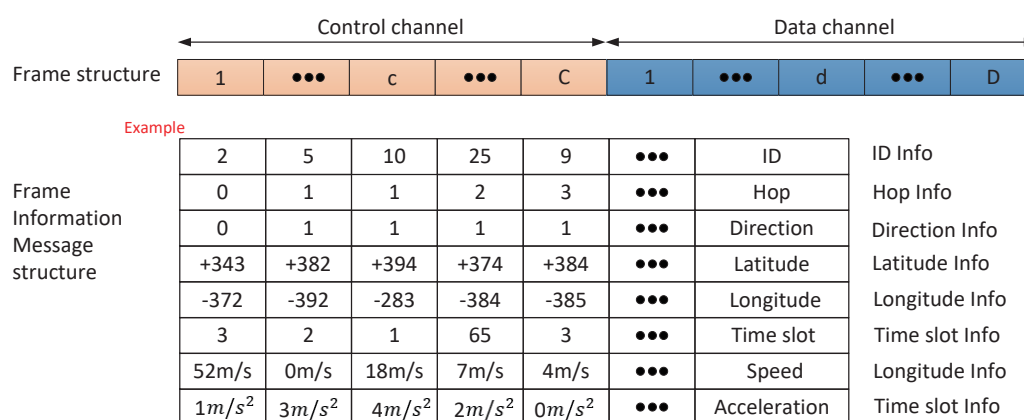 Control channel Data channel
Frame structure 1 ●●● c ●●● C 1 ●●● d ●●● D
Example
2 5 10 25 9 ●●● ID ID Info
Frame 0 1 1 2 3 ●●● Hop Hop Info
Information
Message
structure
0 1 1 1 1 ●●● Direction Direction Info
+343 +382 +394 +374 +384 ●●● Latitude Latitude Info
-372 -392 -283 -384 -385 ●●● Longitude Longitude Info
3 2 1 65 3 ●●● Time slot Time slot Info
52m/s 0m/s 18m/s 7m/s 4m/s ●●● Speed Longitude Info
1m/s² 3m/s² 4m/s² 2m/s² 0m/s² ●●● Acceleration Time slot Info